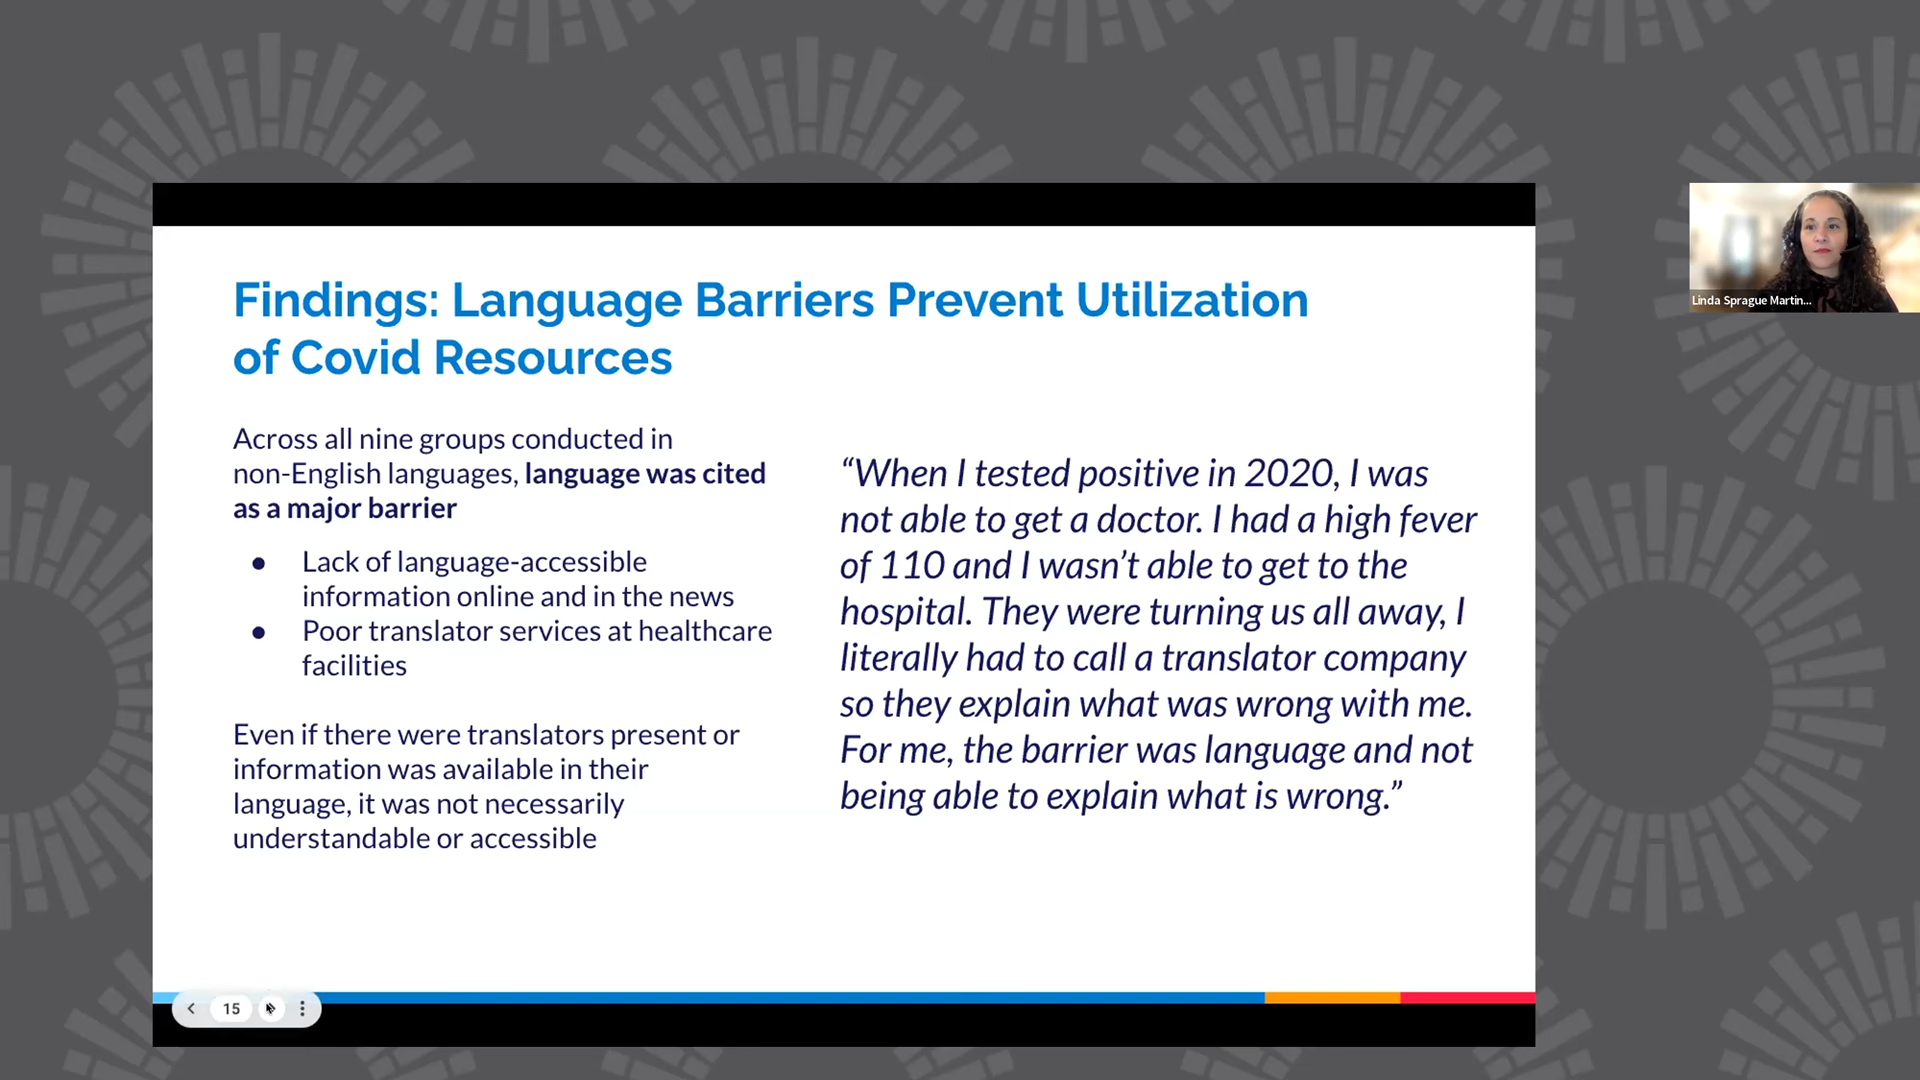 Findings: Language Barriers Prevent Utilization
of Covid Resources
Across all nine groups conducted in
non-English languages, language was cited
as a major barrier
● Lack of language-accessible
information online and in the news
● Poor translator services at healthcare
facilities
Even if there were translators present or
information was available in their
language, it was not necessarily
understandable or accessible
“When I tested positive in 2020, I was
not able to get a doctor. I had a high fever
of 110 and I wasn’t able to get to the
hospital. They were turning us all away, I
literally had to call a translator company
so they explain what was wrong with me.
For me, the barrier was language and not
being able to explain what is wrong.”
Linda Sprague Martin...
15